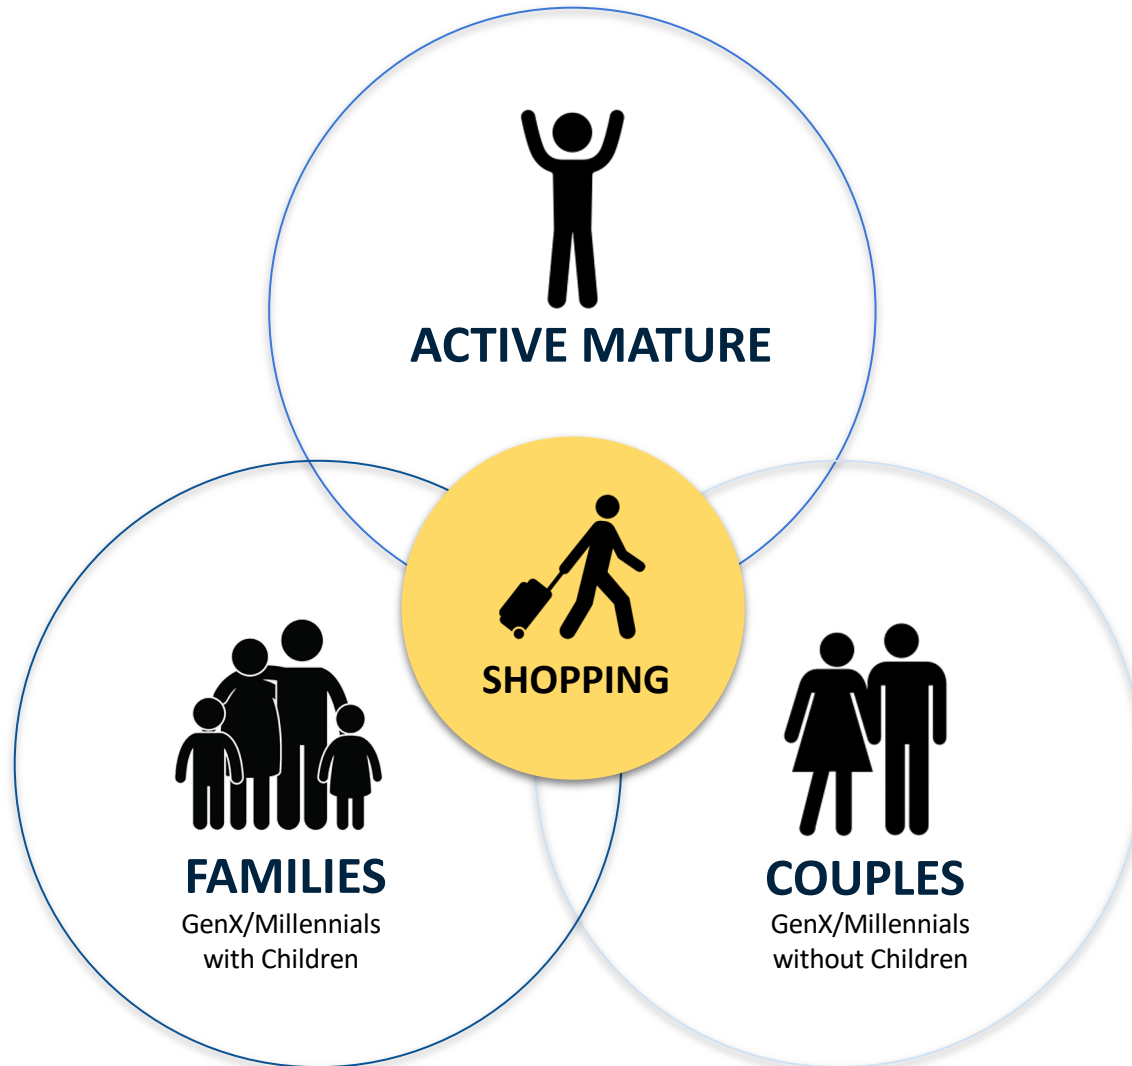 ACTIVE MATURE
SHOPPING
FAMILIES
GenX/Millennials
with Children
COUPLES
GenX/Millennials
without Children